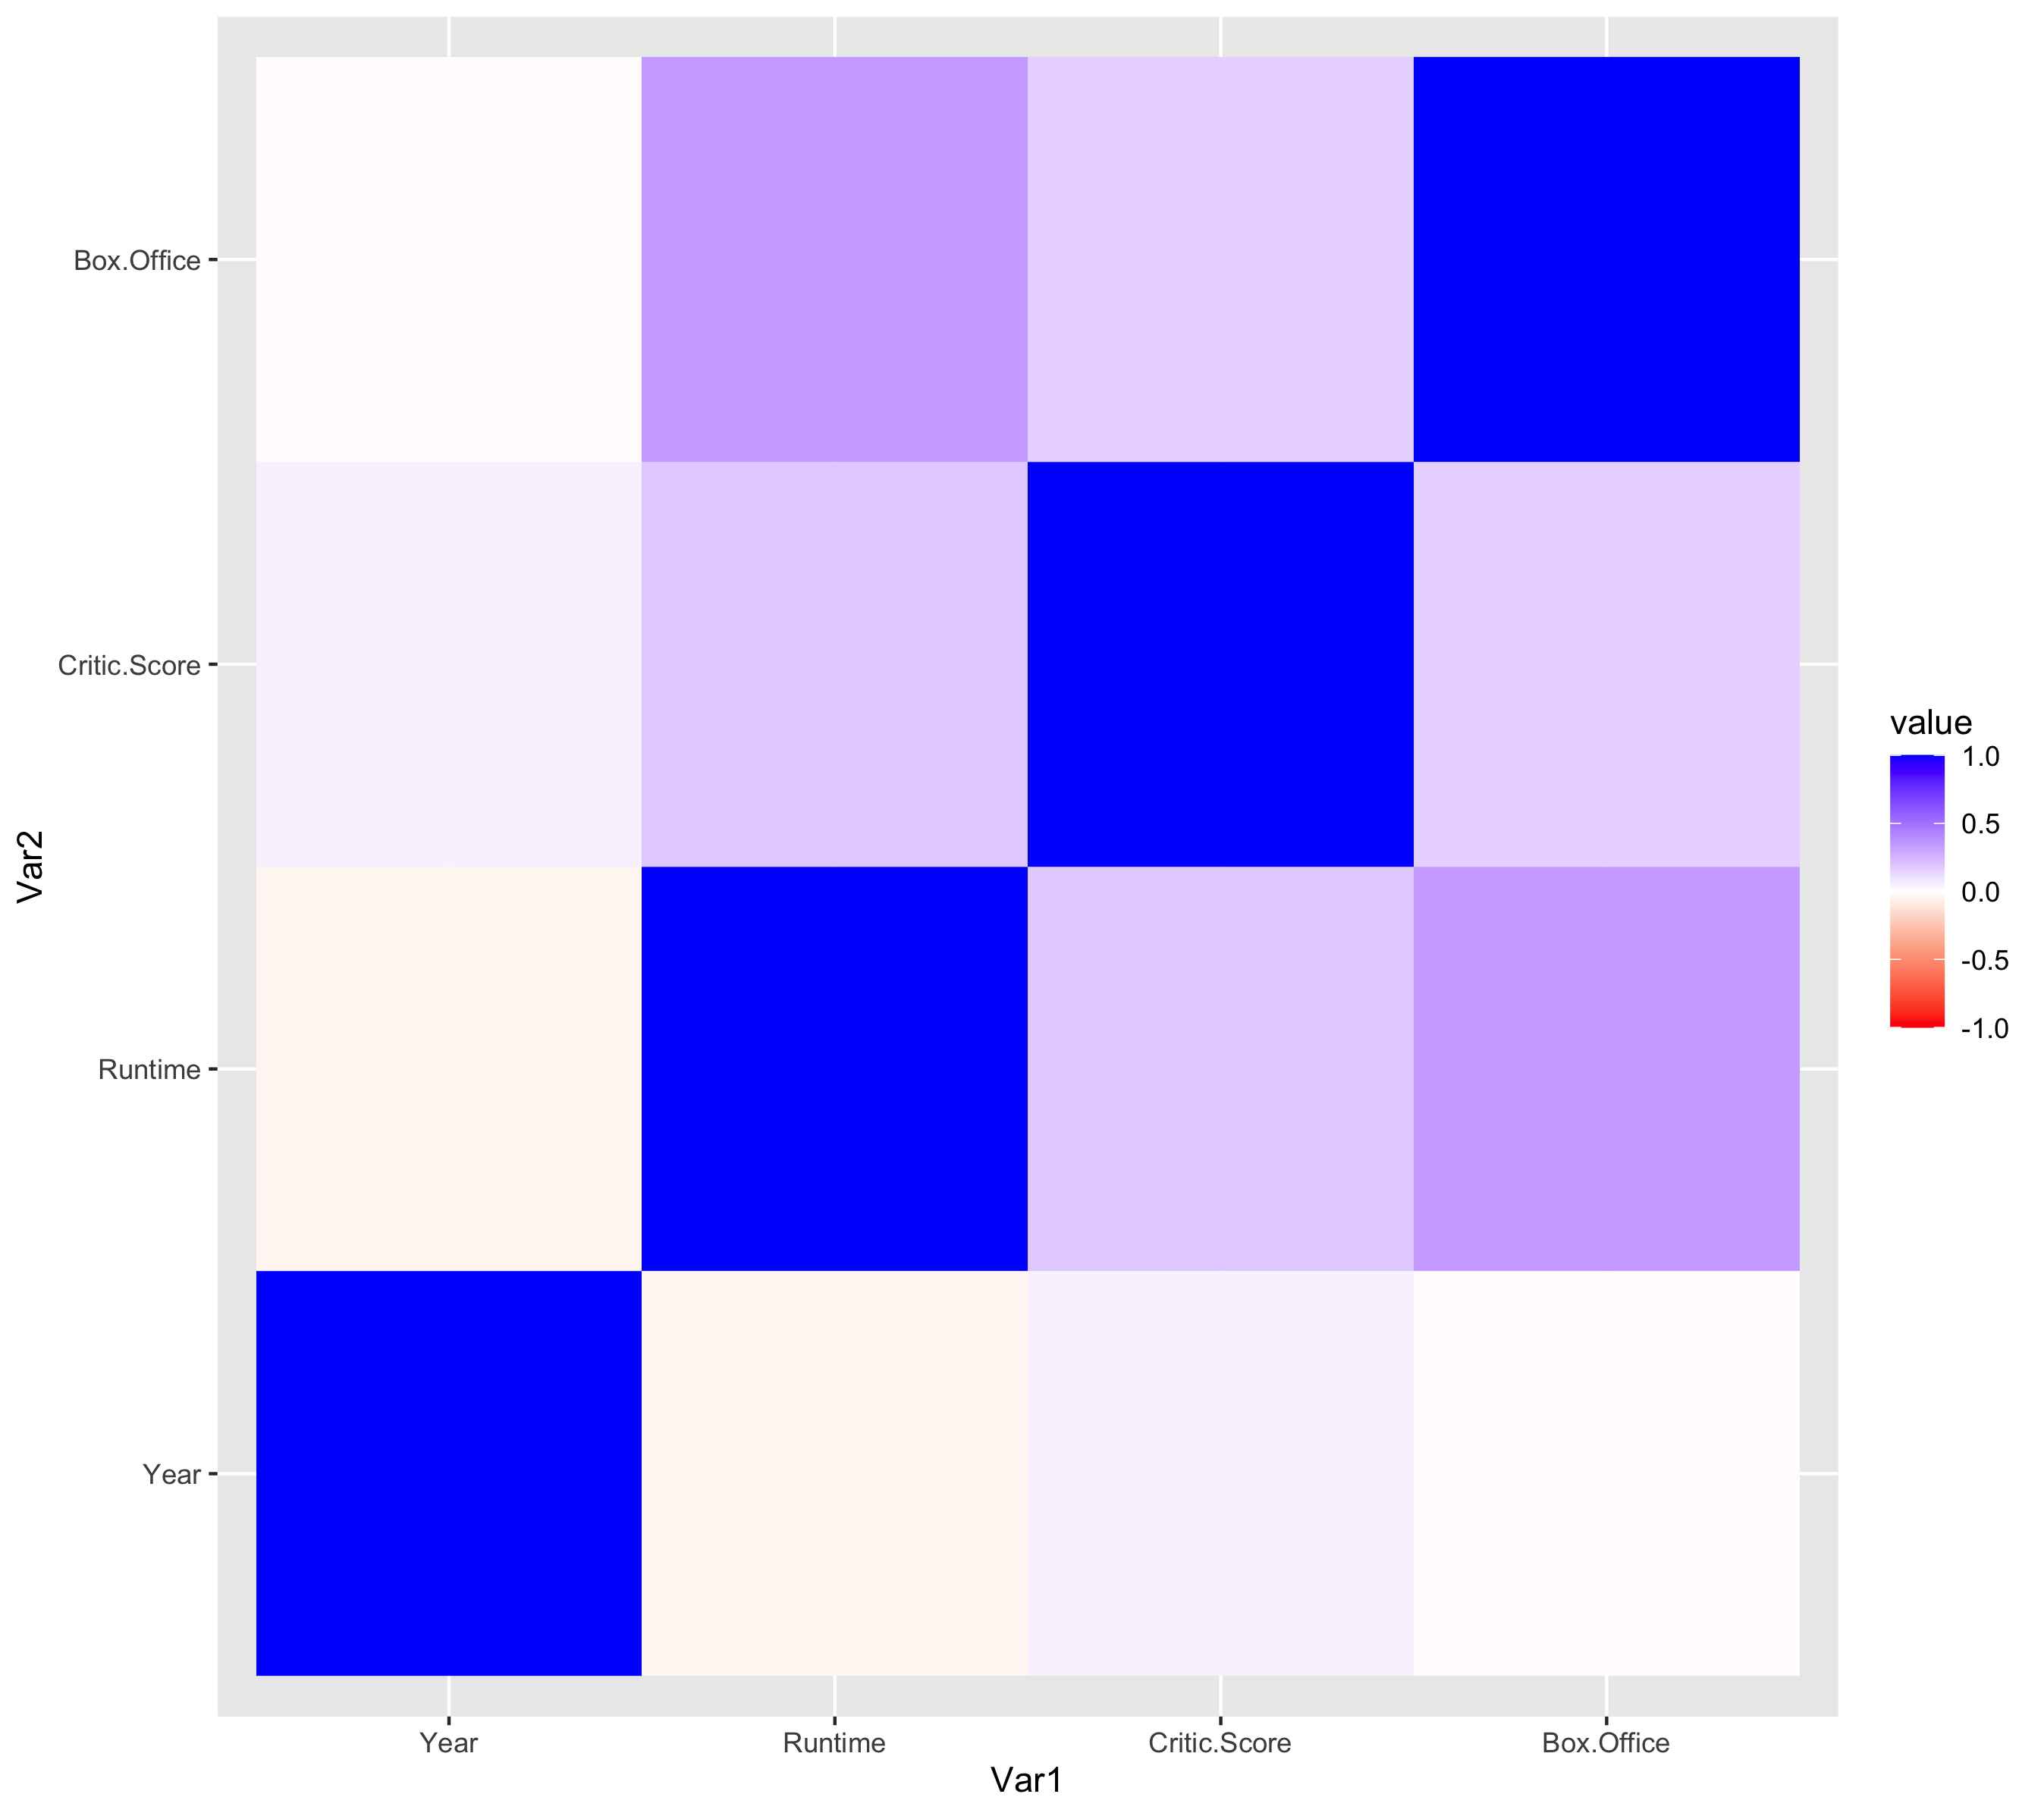 Box.Office
Critic.Score
Runtime
Year
Var2
Year Runtime Critic.Score Box.Office
Var1
value
1.0
0.5
0.0
-0.5
-1.0